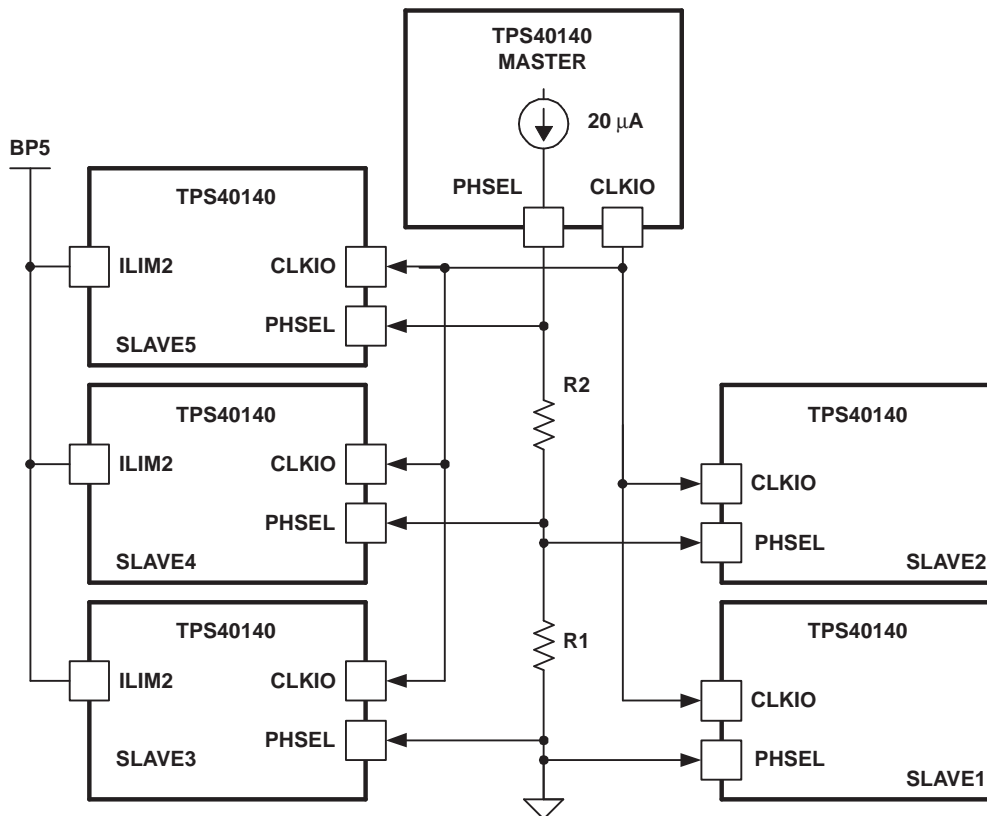 TPS40140
MASTER
20 μA
PHSEL
CLKIO
BP5
TPS40140
ILIM2
CLKIO
PHSEL
SLAVE5
R2
TPS40140
ILIM2
CLKIO
PHSEL
SLAVE4
TPS40140
CLKIO
PHSEL
SLAVE2
R1
TPS40140
ILIM2
CLKIO
PHSEL
SLAVE3
TPS40140
CLKIO
PHSEL
SLAVE1